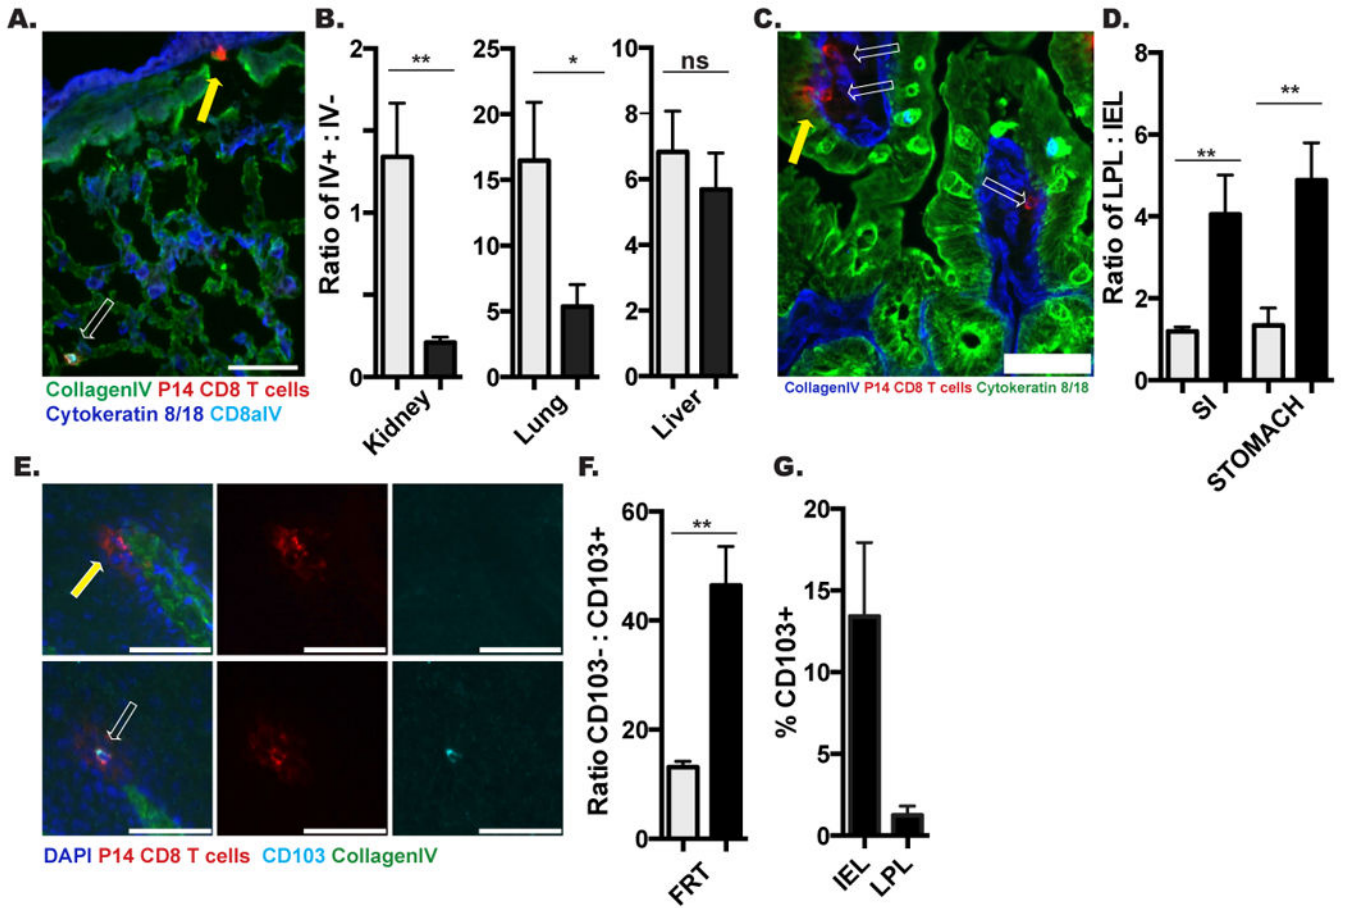 A.
CollagenIV P14 CD8 T cells
Cytokeratin 8/18 CD8aIV
B.
Ratio of IV+ : IV-
2
1
0
**
Kidney
25
20
15
10
5
0
*
Lung
10
8
6
4
2
0
ns
Liver
C.
CollagenIV P14 CD8 T cells Cytokeratin 8/18
D.
Ratio of LPL : IEL
8
6
4
2
0
**
**
SI
STOMACH
E.
DAPI P14 CD8 T cells CD103 CollagenIV
F.
Ratio CD103- : CD103+
60
40
20
0
**
FRT
G.
% CD103+
20
15
10
5
0
IEL
LPL